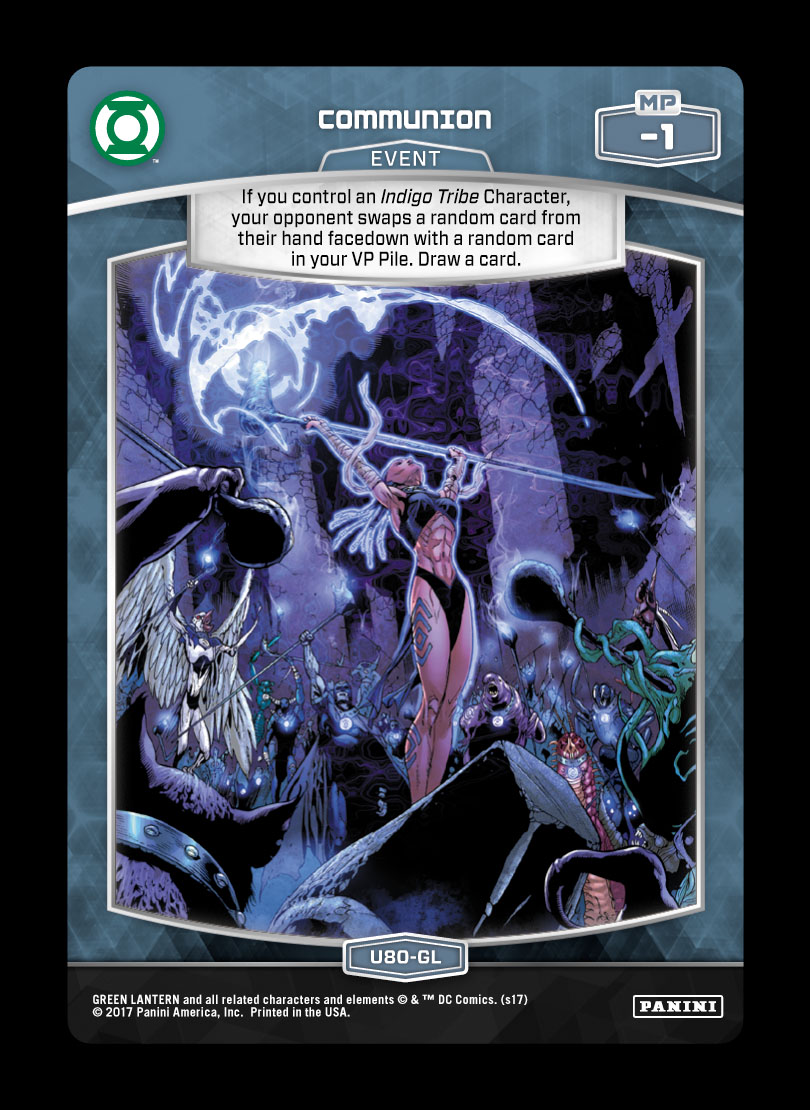 COMMUNION
MP
-1
EVENT
If you control an Indigo Tribe Character,
your opponent swaps a random card from
their hand facedown with a random card
in your VP Pile. Draw a card.
U80-GL
GREEN LANTERN and all related characters and elements © & ™ DC Comics. (s17)
© 2017 Panini America, Inc. Printed in the USA.
PANINI